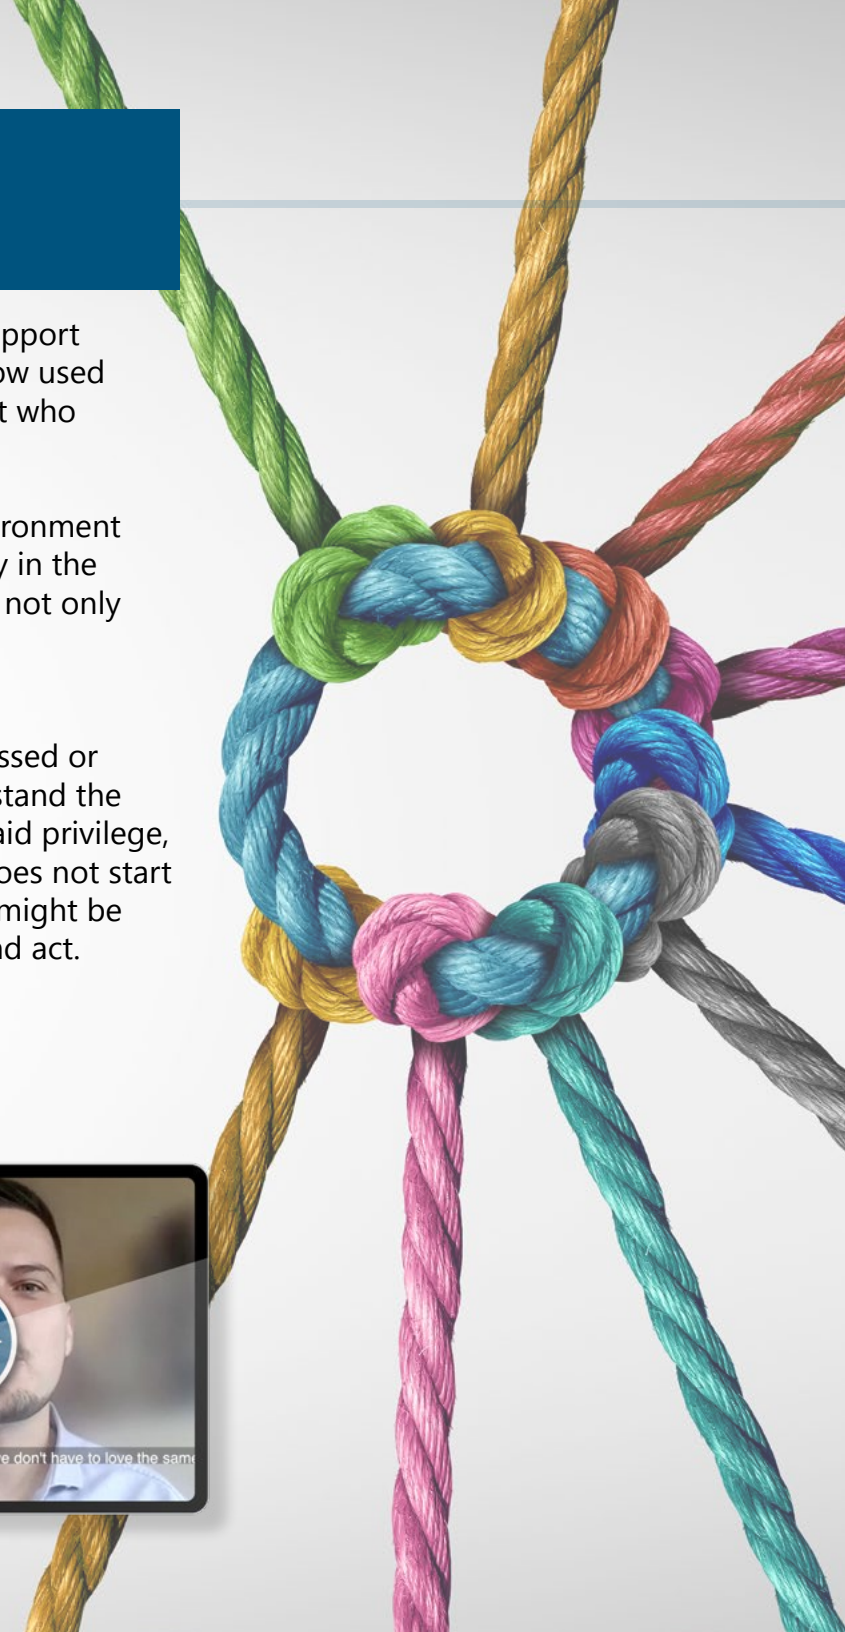 pport
ow used
t who
ronment
y in the
not only
ssed or
stand the
aid privilege,
oes not start
might be
nd act.
e don't have to love the same